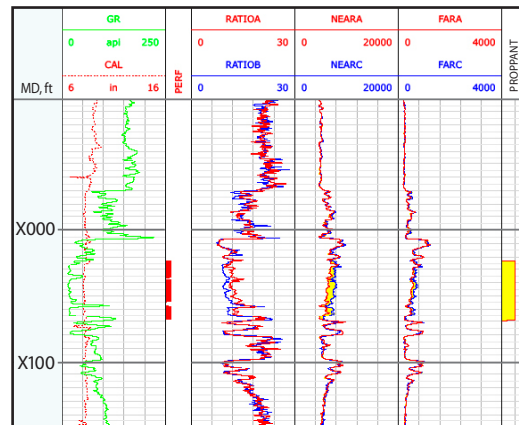 GR RATIOA NEARA FARA
0 api 250 0 30 0 20000 0 4000
CAL RATIOB NEARC FARC
MD, ft 6 in 16 PERF 0 30 0 20000 0 4000 PROPPANT
X000
X100